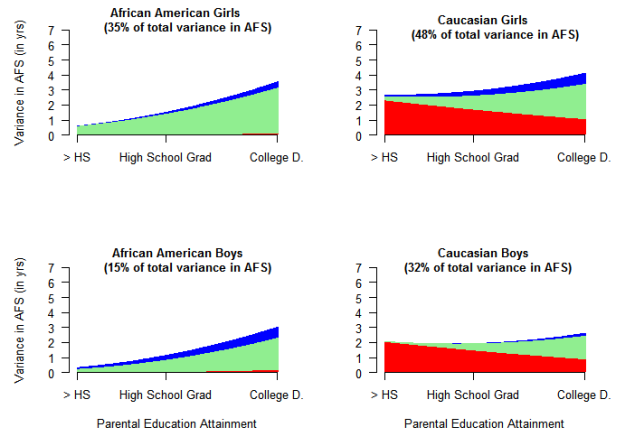 African American Girls
(35% of total variance in AFS)
Variance in AFS (in yrs)
7
6
5
4
3
2
1
0
> HS
High School Grad
College D.
Caucasian Girls
(48% of total variance in AFS)
7
6
5
4
3
2
1
0
> HS
High School Grad
College D.
African American Boys
(15% of total variance in AFS)
Variance in AFS (in yrs)
7
6
5
4
3
2
1
0
> HS
High School Grad
College D.
Parental Education Attainment
Caucasian Boys
(32% of total variance in AFS)
7
6
5
4
3
2
1
0
> HS
High School Grad
College D.
Parental Education Attainment